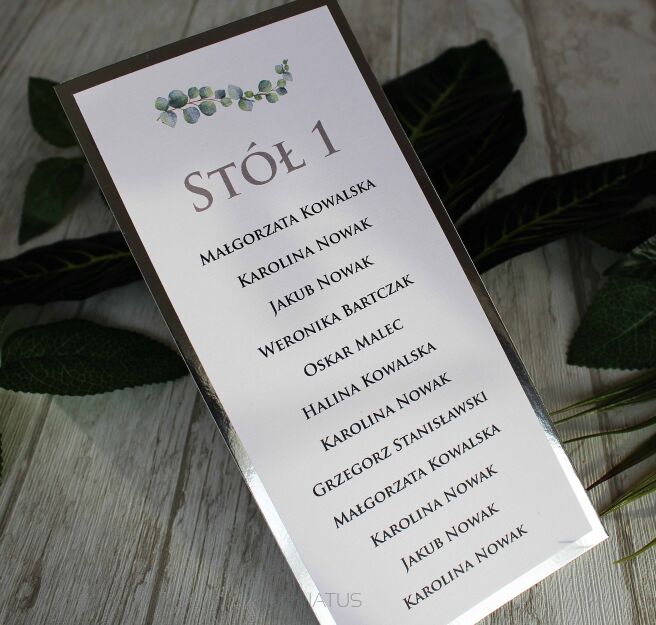 STÓŁ 1
MAŁGORZATA KOWALSKA
KAROLINA NOWAK
JAKUB NOWAK
WERONIKA BARTCZAK
OSKAR MALEC
HALINA KOWALSKA
KAROLINA NOWAK
GRZEGORZ STANISŁAWSKI
MAŁGORZATA KOWALSKA
KAROLINA NOWAK
JAKUB NOWAK
KAROLINA NOWAK